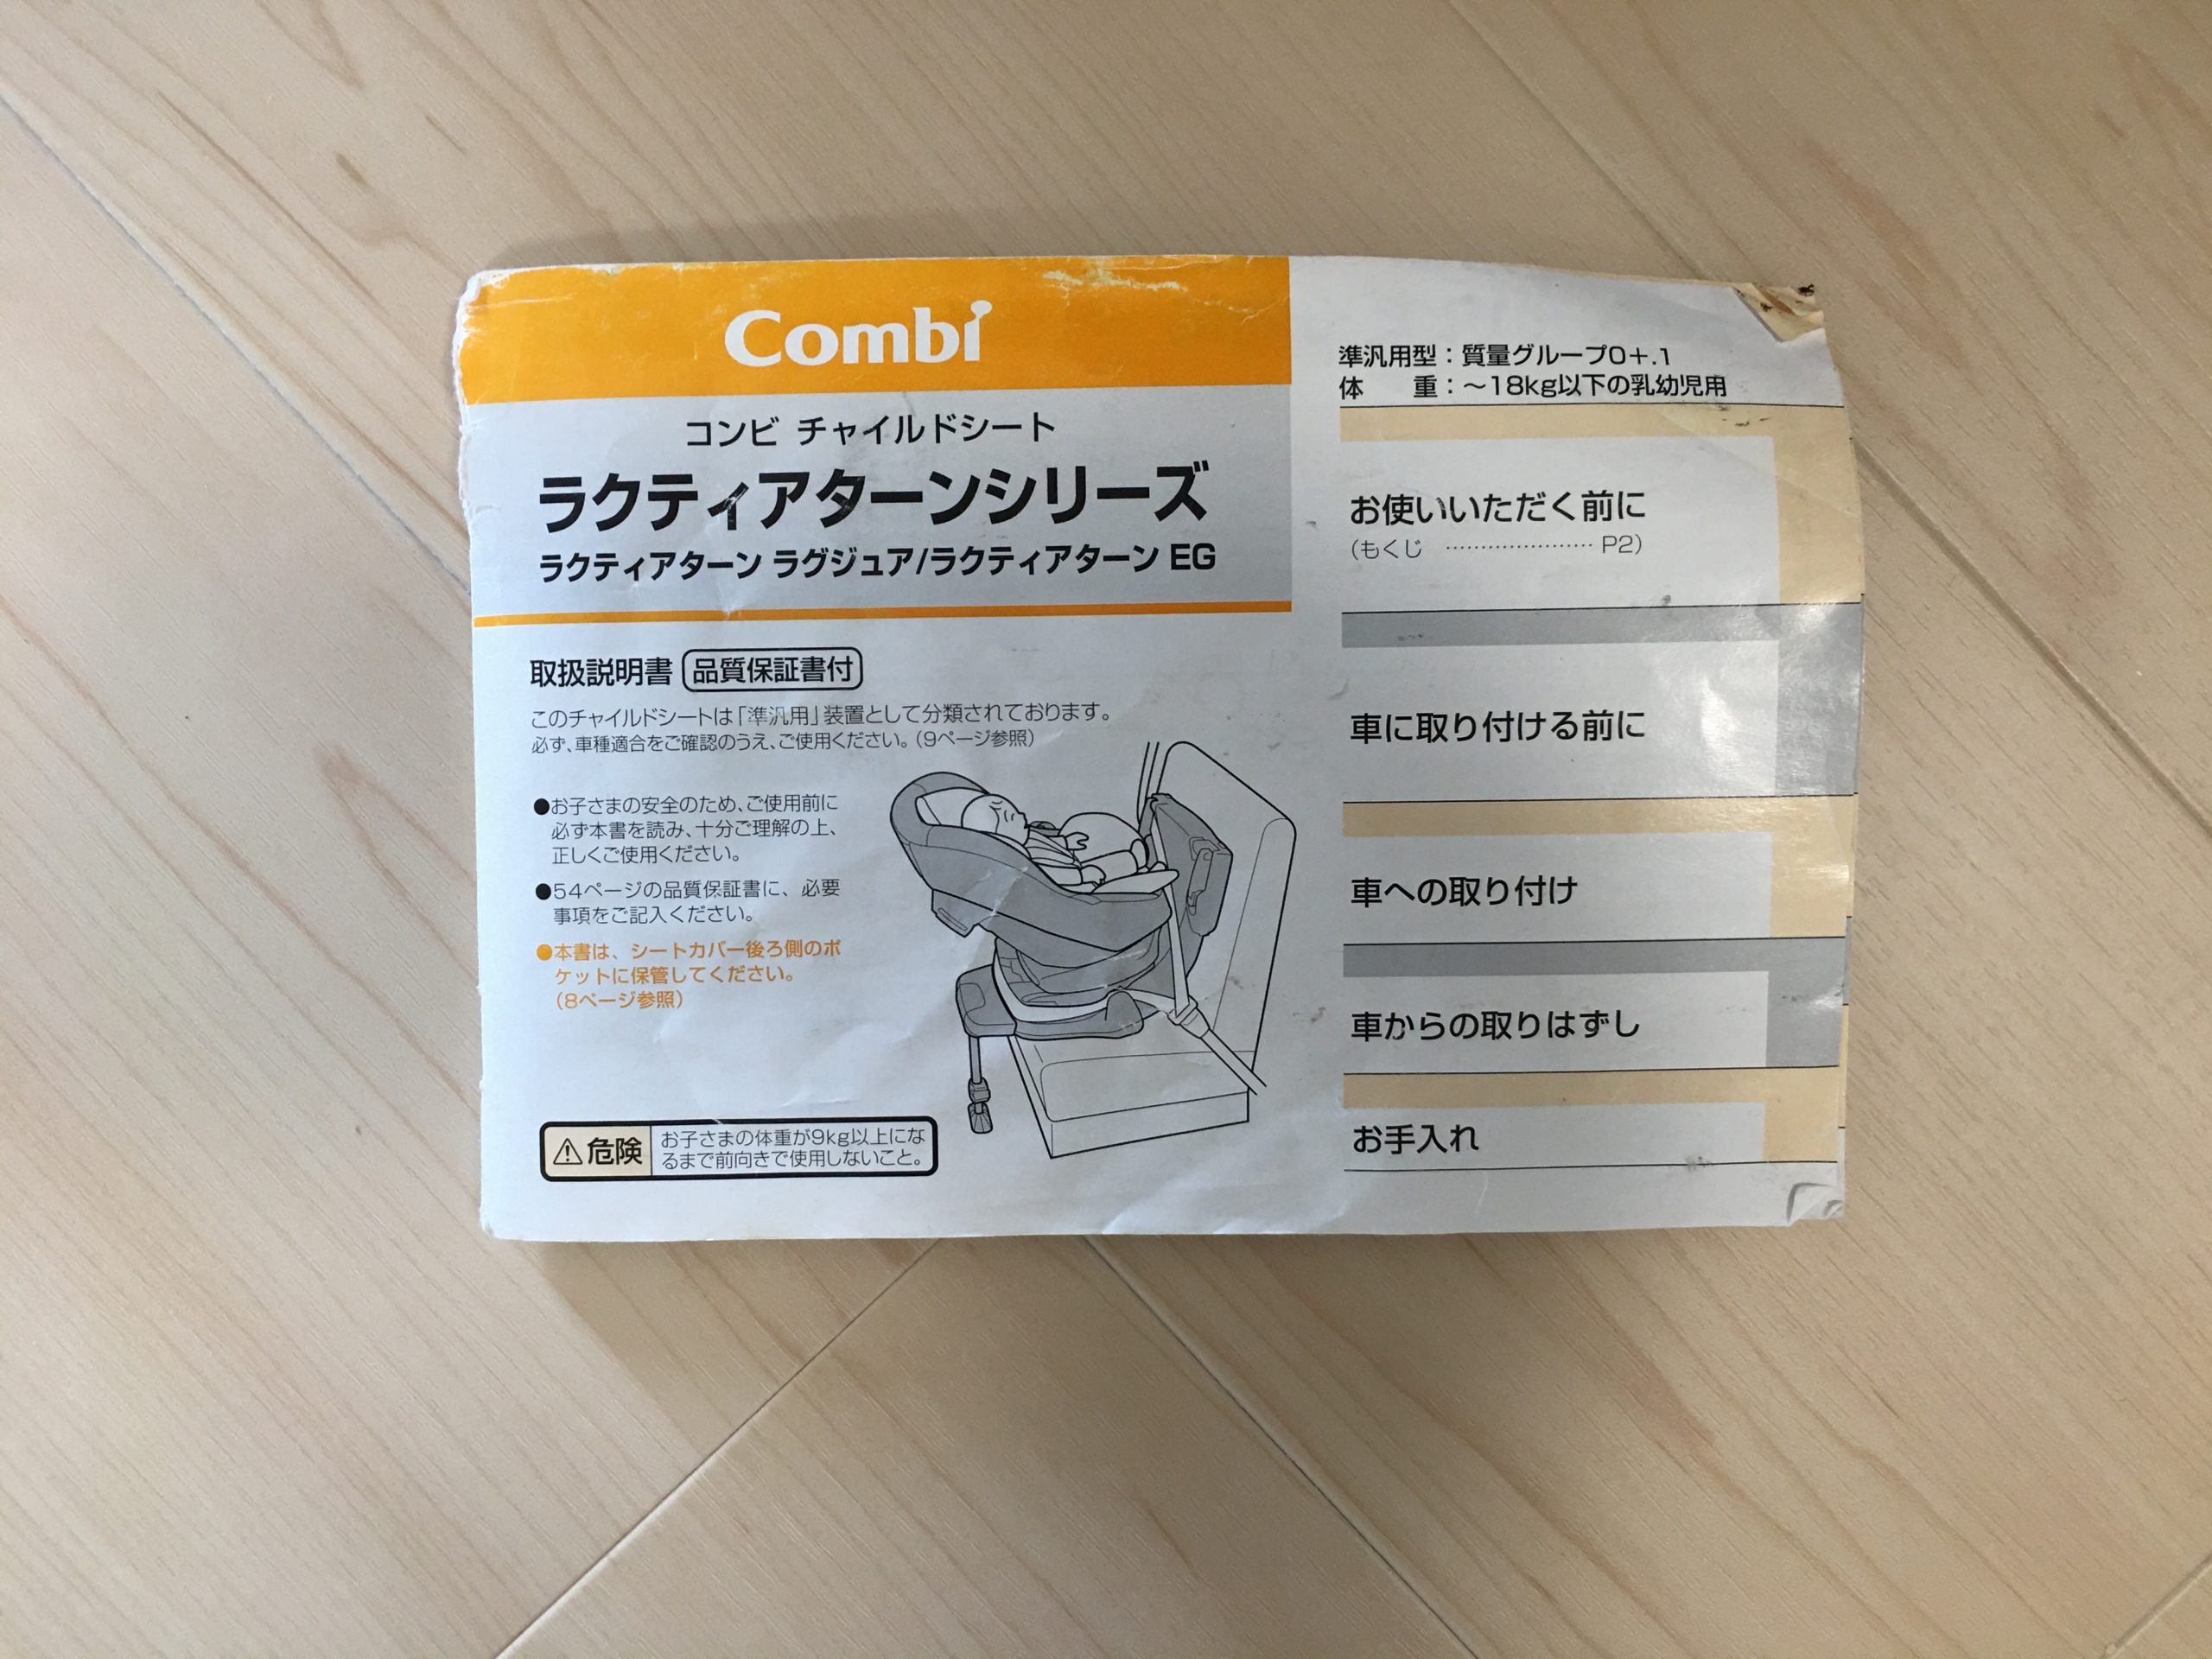 Combi
コンビ チャイルドシート
ラクティアターンシリーズ
ラクティアターン ラグジュア/ラクティアターン EG
取扱説明書 品質保証書付
このチャイルドシートは「準汎用」装置として分類されております。
必ず、車種適合をご確認のうえ、ご使用ください。(9ページ参照)
●お子さまの安全のため、ご使用前に
必ず本書を読み、十分ご理解の上、
正しくご使用ください。
●54ページの品質保証書に、必要
事項をご記入ください。
●本書は、シートカバー後ろ側のポ
ケットに保管してください。
(8ページ参照)
⚠危険
お子さまの体重が9kg以上にな
るまで前向きで使用しないこと。
準汎用型:質量グループ0+.1
体 重:~18kg以下の乳幼児用
お使いいただく前に
(もくじ ………………… P2)
車に取り付ける前に
車への取り付け
車からの取りはずし
お手入れ